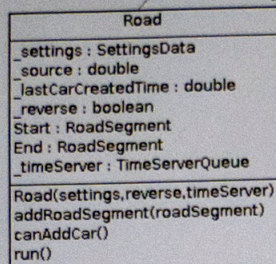 Road
_settings : SettingsData
_source : double
_lastCarCreatedTime : double
_reverse : boolean
Start : RoadSegment
End : RoadSegment
_timeServer : TimeServerQueue
Road(settings,reverse,timeServer)
addRoadSegment(roadSegment)
canAddCar()
run()